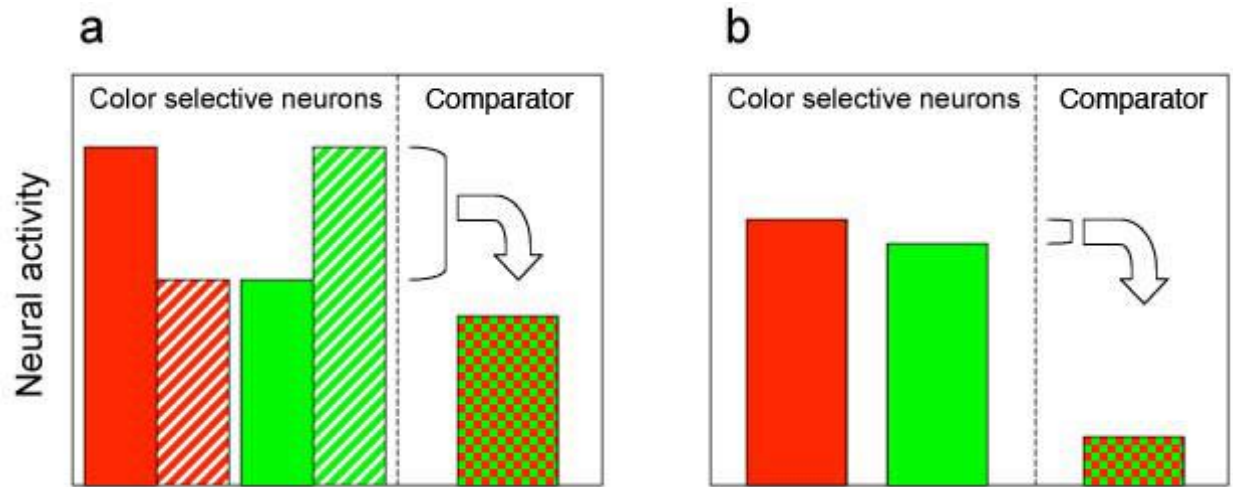 a
Color selective neurons
Comparator
b
Color selective neurons
Comparator
Neural activity